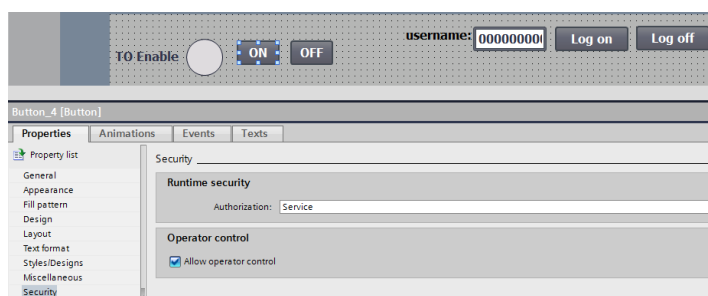 username: 000000000 Log on Log off
TO Enable ON OFF
Button_4 [Button]
Properties Animations Events Texts
Property list
General
Appearance
Fill pattern
Design
Layout
Text format
Styles/Designs
Miscellaneous
Security
Security
Runtime security
Authorization: Service
Operator control
Allow operator control